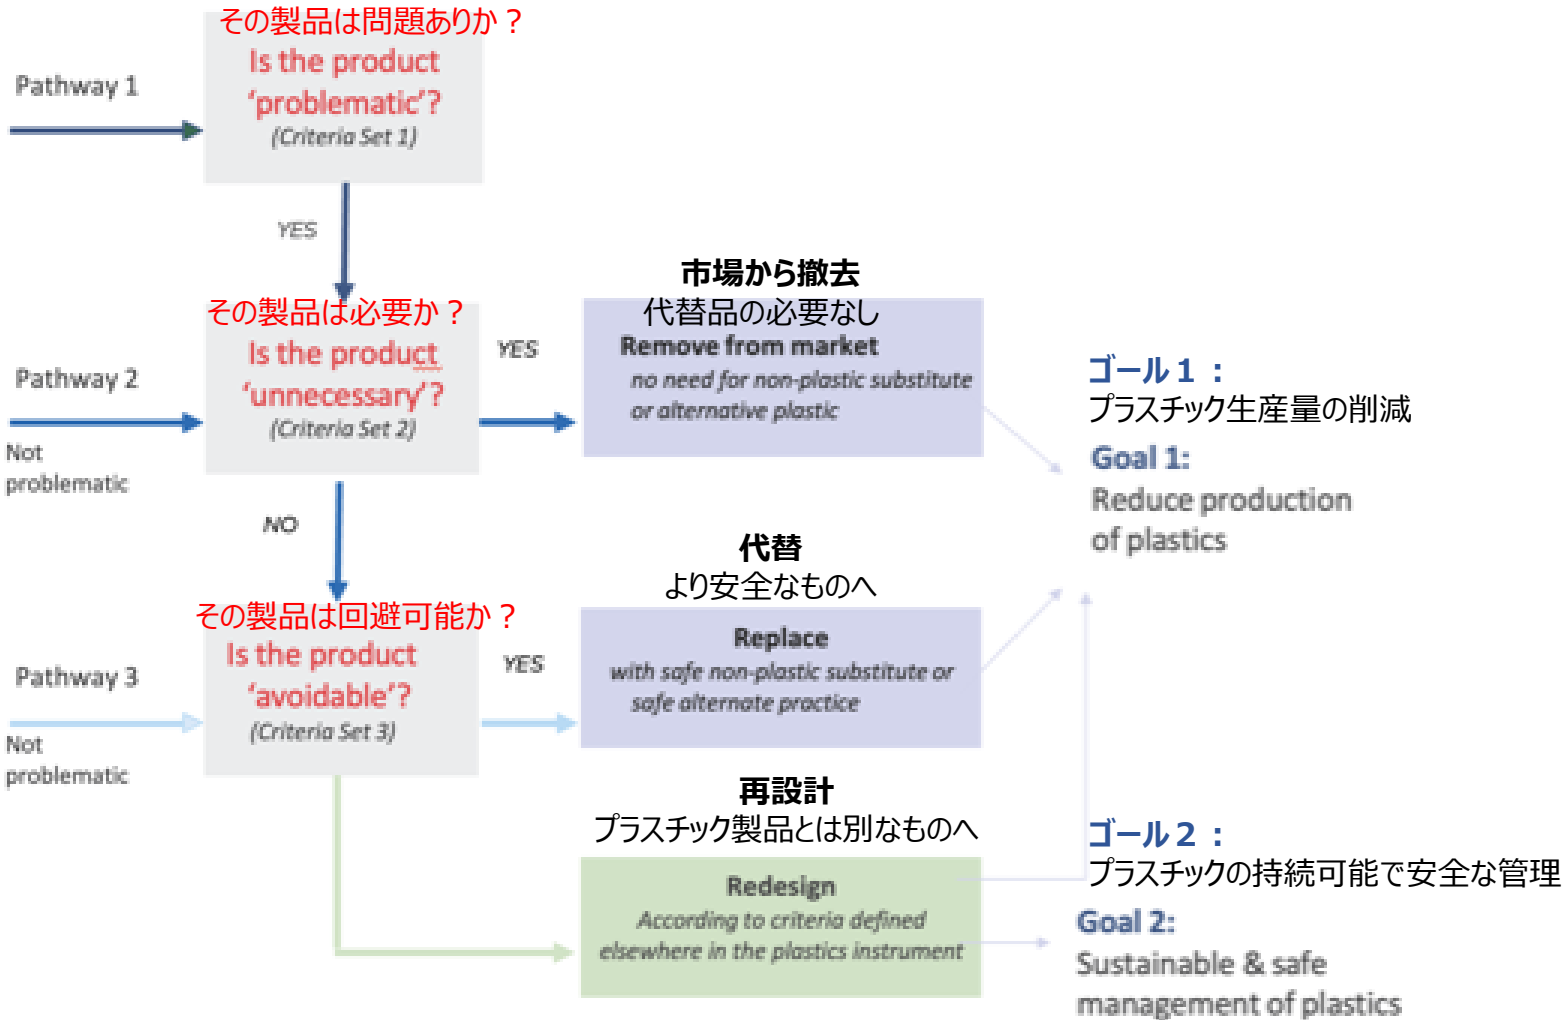 その製品は問題ありか？
Is the product
‘problematic’?
(Criteria Set 1)
Pathway 1
YES
その製品は必要か？
Is the product
‘unnecessary’?
(Criteria Set 2)
Pathway 2
Not
problematic
YES
市場から撤去
代替品の必要なし
Remove from market
no need for non-plastic substitute
or alternative plastic
NO
ゴール１：
プラスチック生産量の削減
Goal 1:
Reduce production
of plastics
その製品は回避可能か？
Is the product
‘avoidable’?
(Criteria Set 3)
Pathway 3
Not
problematic
YES
代替
より安全なものへ
Replace
with safe non-plastic substitute or
safe alternate practice
再設計
プラスチック製品とは別なものへ
Redesign
According to criteria defined
elsewhere in the plastics instrument
ゴール２：
プラスチックの持続可能で安全な管理
Goal 2:
Sustainable & safe
management of plastics